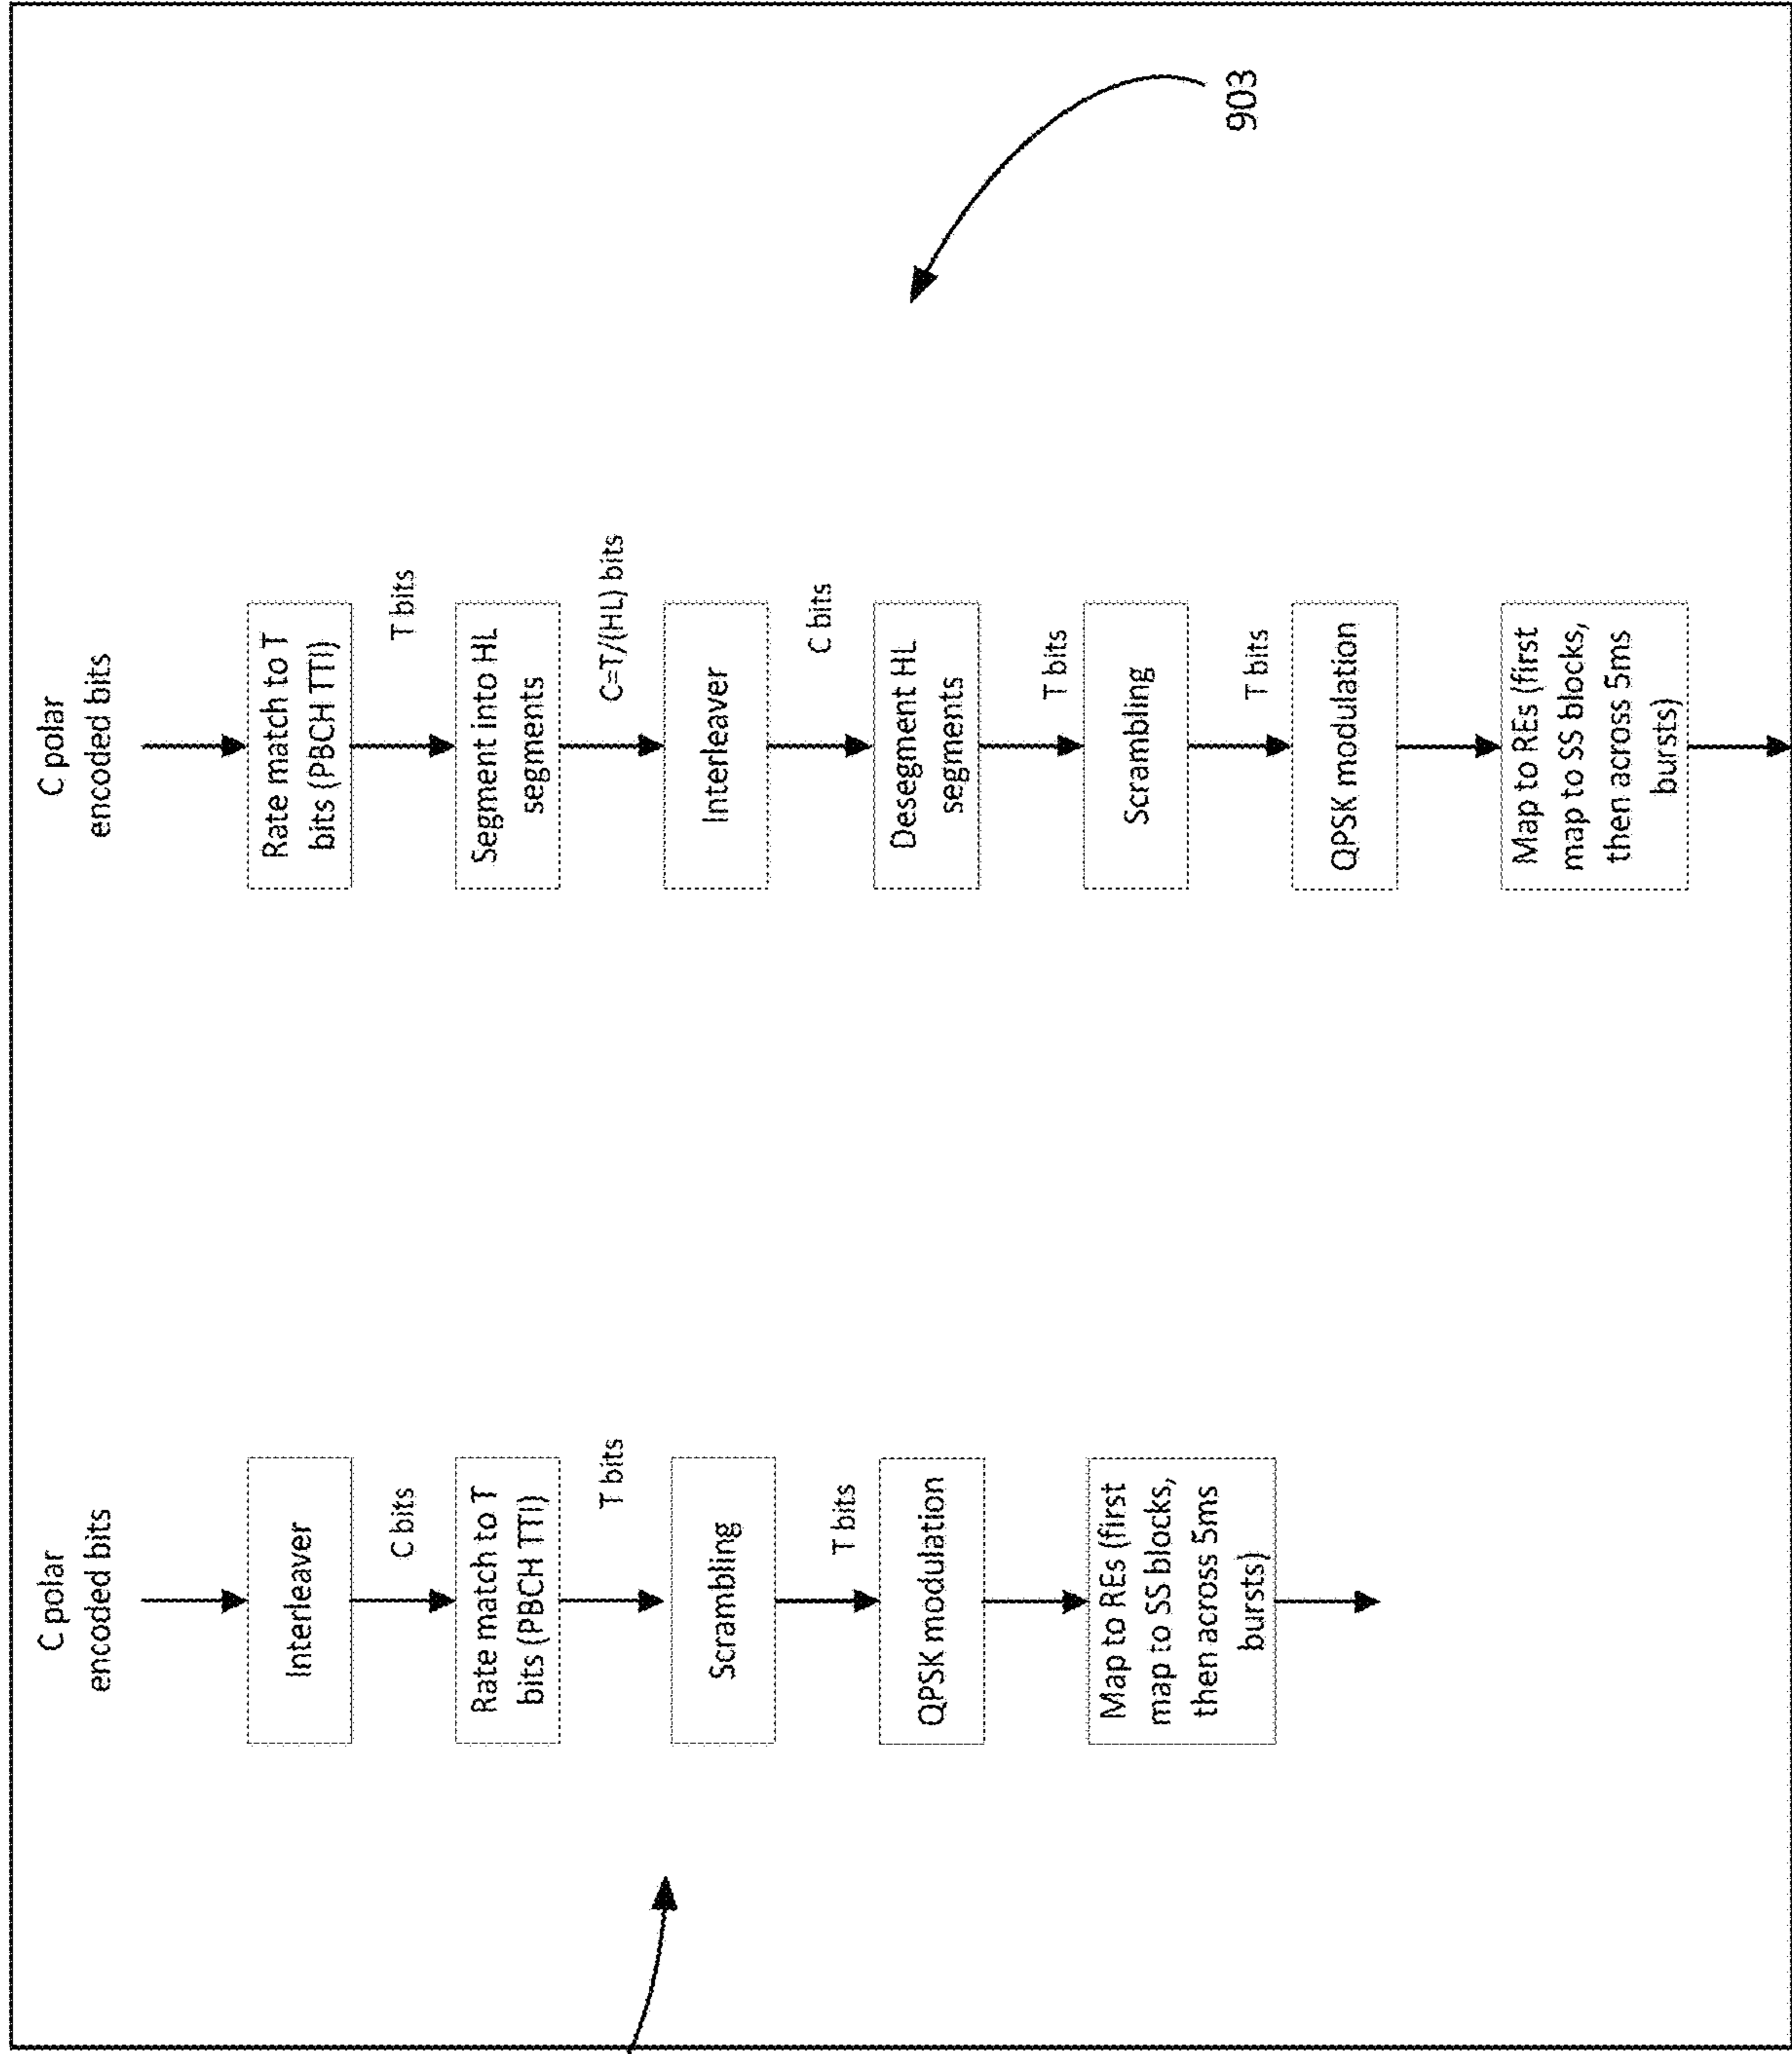 C polar
encoded bits
Interleaver
C bits
Rate match to T
bits (PBCH TTI)
T bits
Scrambling
T bits
QPSK modulation
Map to REs (first
map to SS blocks,
then across 5ms
bursts)
C polar
encoded bits
Rate match to T
bits (PBCH TTI)
T bits
Segment into HL
segments
C=T/(HL) bits
Interleaver
C bits
Desegment HL
segments
T bits
Scrambling
T bits
QPSK modulation
Map to REs (first
map to SS blocks,
then across 5ms
bursts)
903